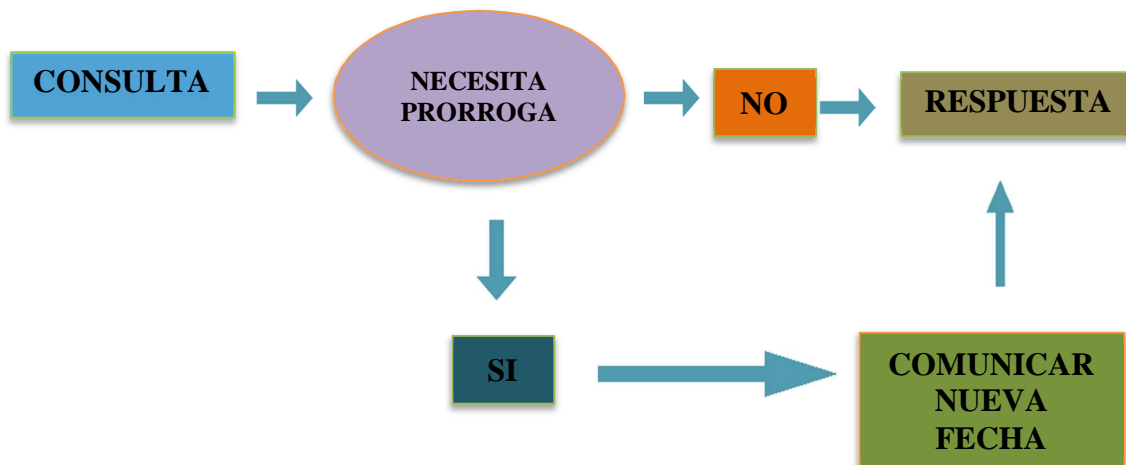 CONSULTA
NECESITA
PRORROGA
NO
RESPUESTA
SI
COMUNICAR
NUEVA
FECHA